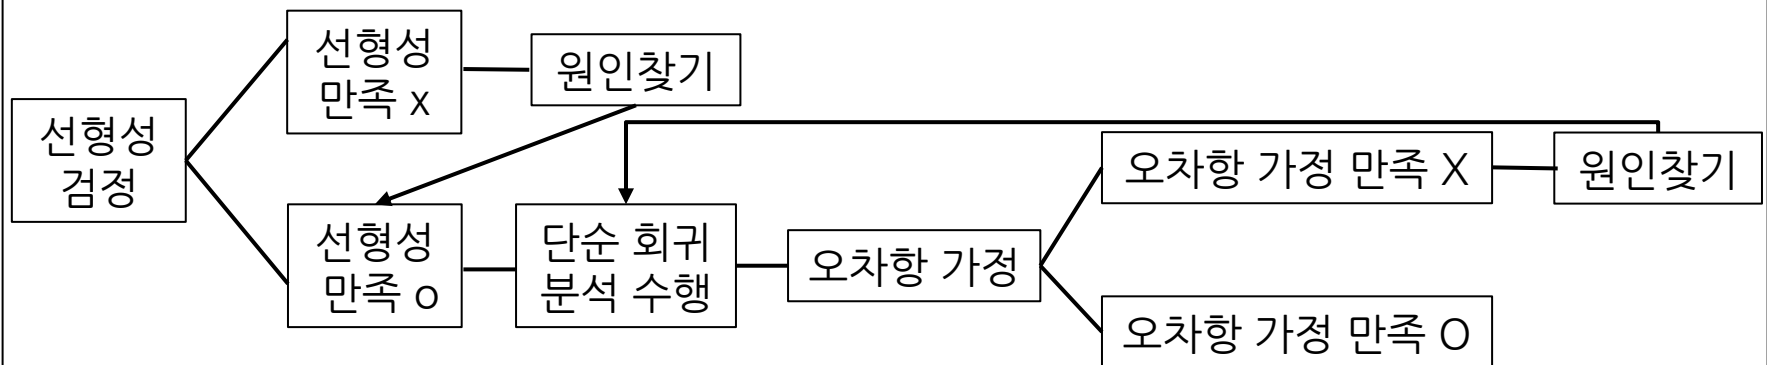 선형성
검정
선형성
만족 x
원인찾기
선형성
만족 o
단순 회귀
분석 수행
오차항 가정
오차항 가정 만족 X
원인찾기
오차항 가정 만족 O